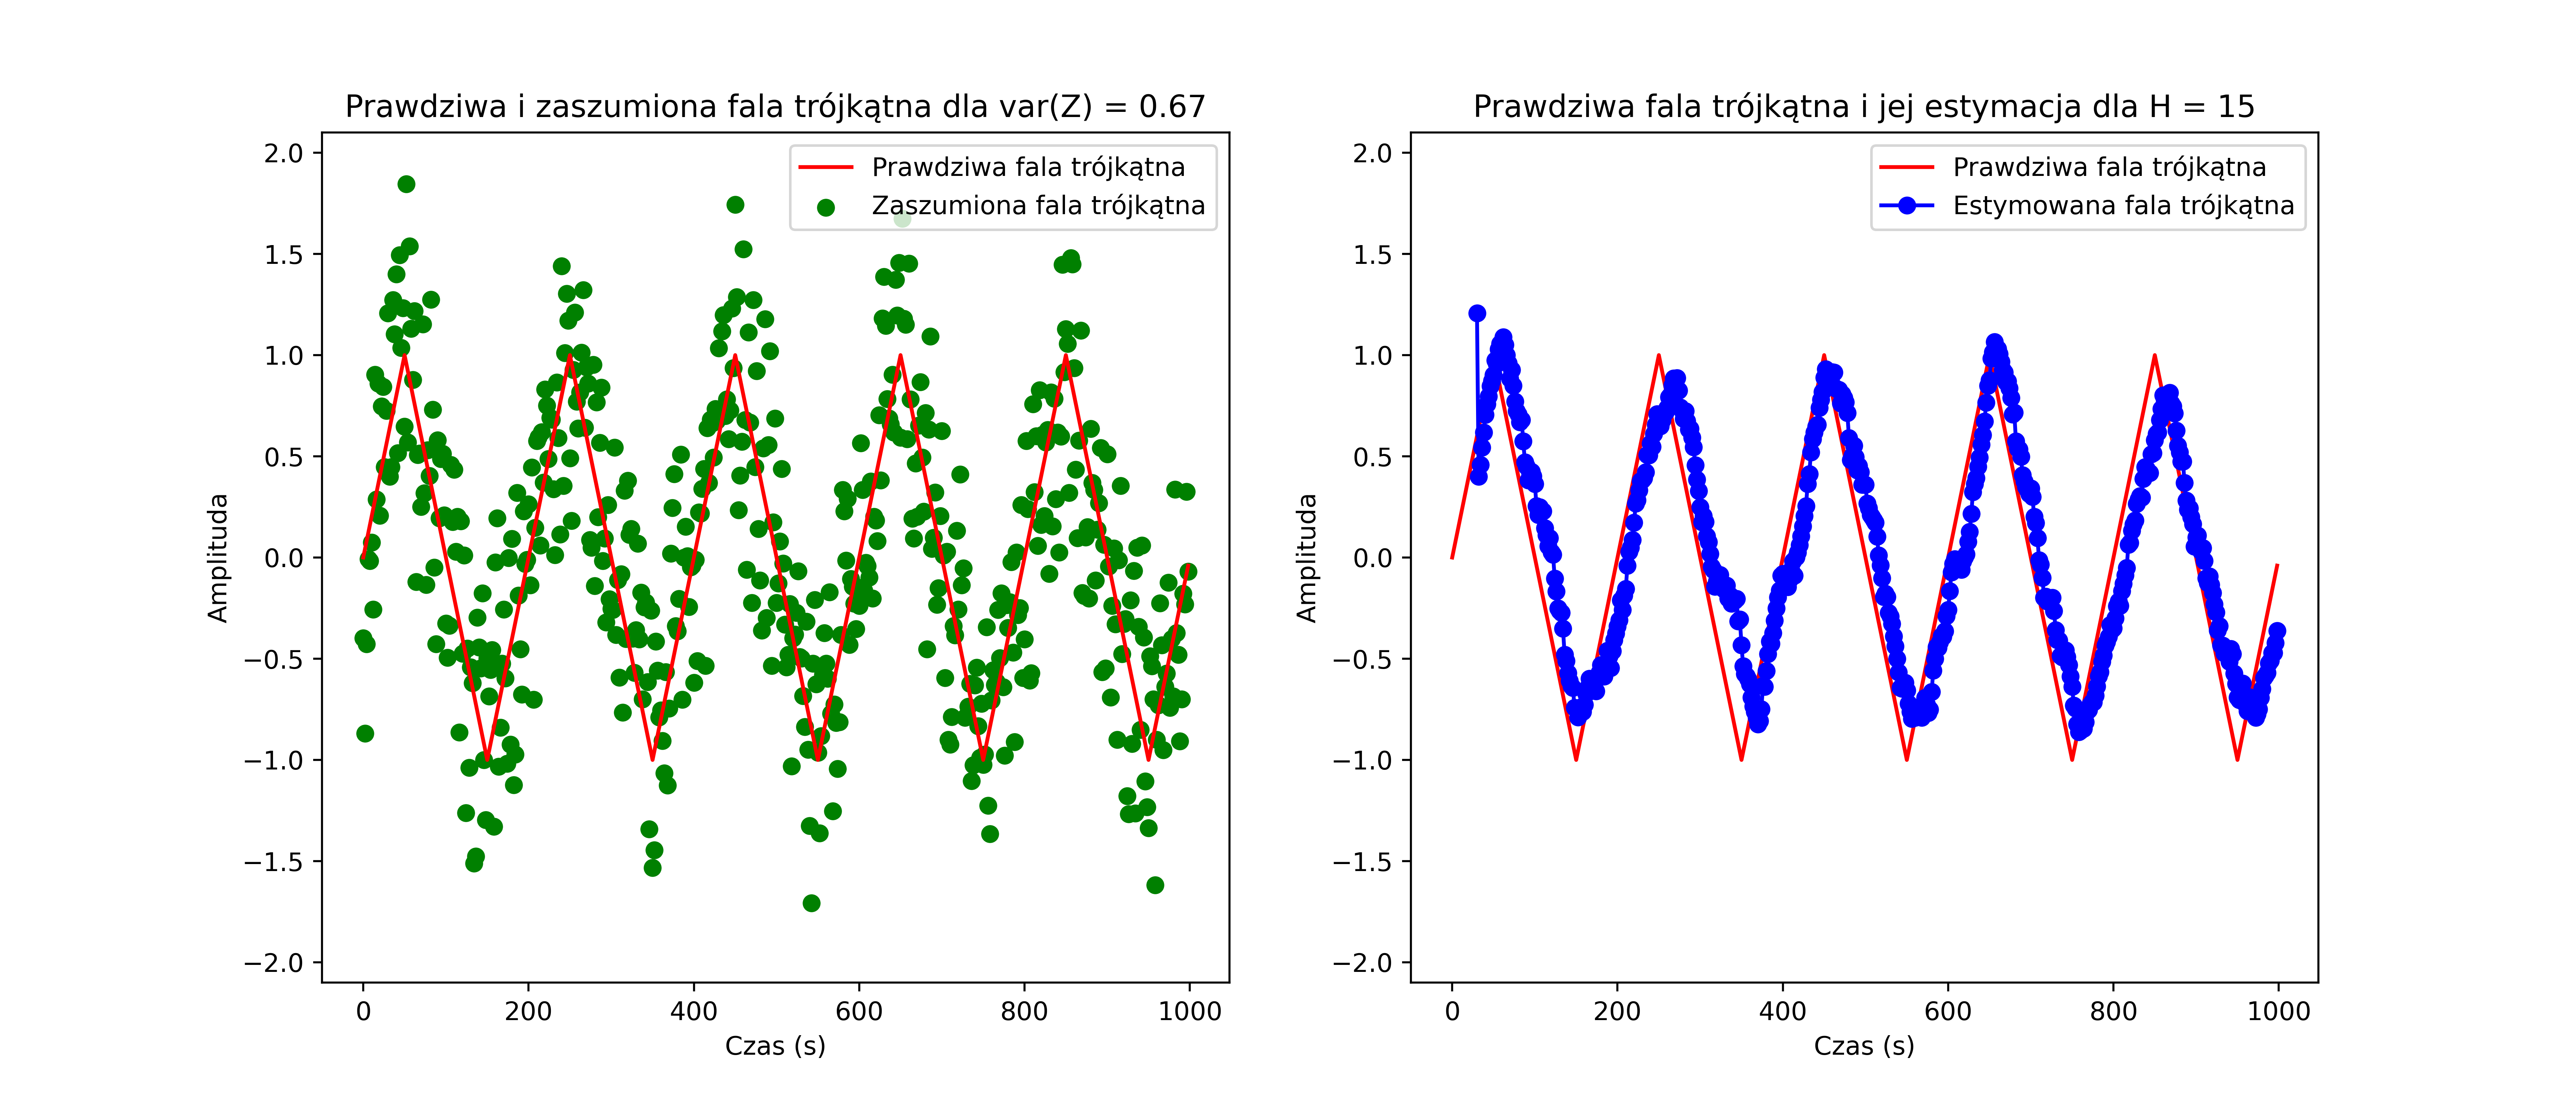 Prawdziwa i zaszumiona fala trójkątna dla var(Z) = 0.67
Prawdziwa fala trójkątna
Zaszumiona fala trójkątna
2.0
1.5
1.0
0.5
0.0
−0.5
−1.0
−1.5
−2.0
Amplituda
0 200 400 600 800 1000
Czas (s)
Prawdziwa fala trójkątna i jej estymacja dla H = 15
Prawdziwa fala trójkątna
Estymowana fala trójkątna
2.0
1.5
1.0
0.5
0.0
−0.5
−1.0
−1.5
−2.0
Amplituda
0 200 400 600 800 1000
Czas (s)